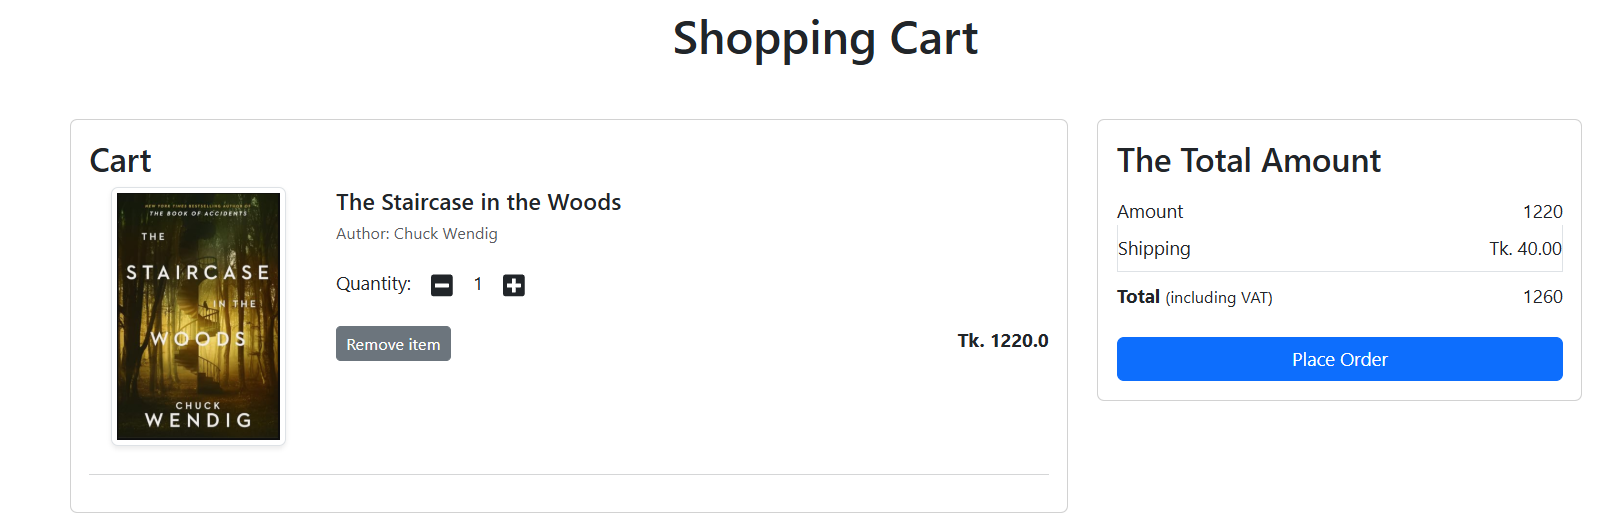 Shopping Cart
Cart
NEW YORK TIMES BESTSELLING AUTHOR OF
THE BOOK OF ACCIDENTS
THE
STAIRCASE
IN THE
WOODS
CHUCK
WENDIG
The Staircase in the Woods
Author: Chuck Wendig
Quantity: 1
Remove item Tk. 1220.0
The Total Amount
Amount 1220
Shipping Tk. 40.00
Total (including VAT) 1260
Place Order